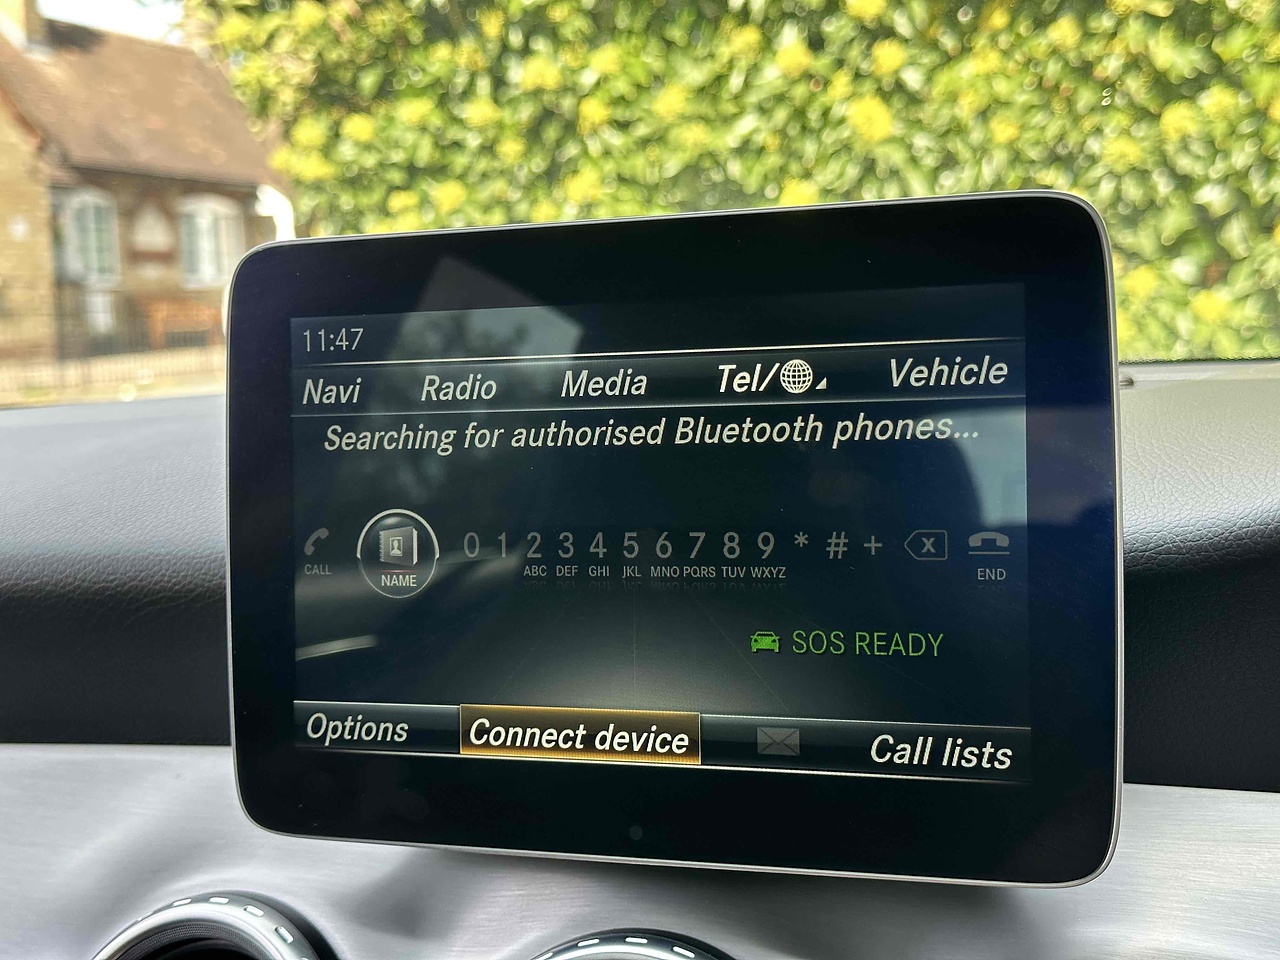 11:47
Navi Radio Media Tel/ Vehicle
Searching for authorised Bluetooth phones...
CALL NAME 0 1 2 ABC 3 DEF 4 GHI 5 JKL 6 MNO 7 PQRS 8 TUV 9 WXYZ * # + X END
SOS READY
Options Connect device Call lists